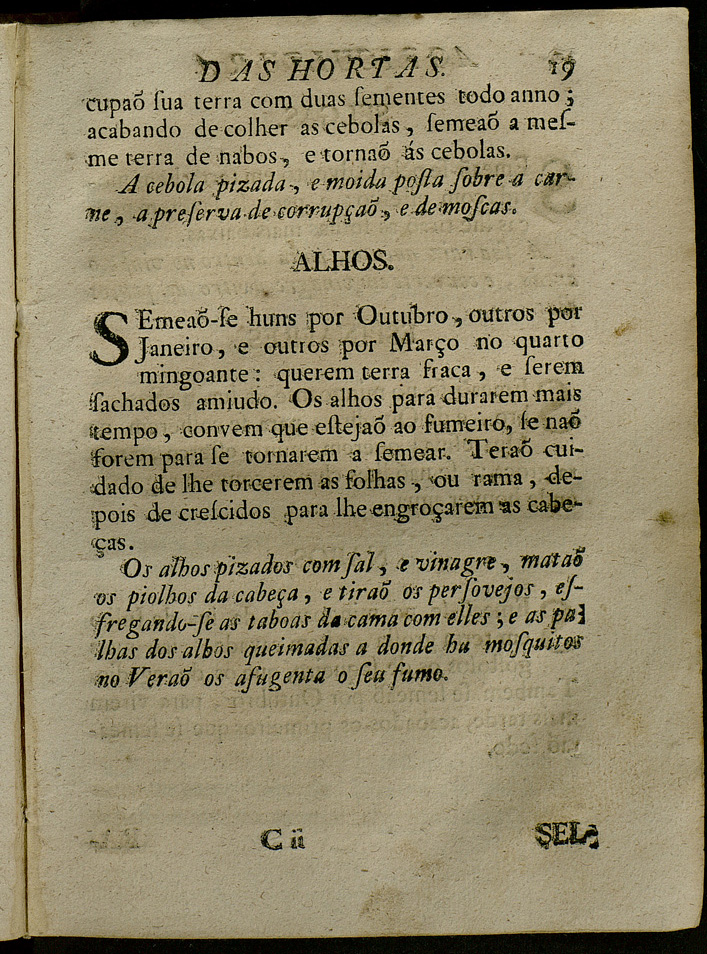 DAS HORTAS. 19
cupaõ ſua terra com duas ſementes todo anno;
acabando de colher as cebolas, ſemeaõ a meſ-
me terra de nabos, e tornaõ ás cebolas.
A cebola pizada, e moida poſta ſobre a car-
ne, a preſerva de corrupçaõ, e de moſcas.
ALHOS.
SEmeaõ-ſe huns por Outubro, outros por
Janeiro, e outros por Março no quarto
mingoante: querem terra fraca, e ſerem
ſachados amiudo. Os alhos para durarem mais
tempo, convem que eſtejaõ ao fumeiro, ſe naõ
forem para ſe tornarem a ſemear. Teraõ cui-
dado de lhe torcerem as folhas, ou rama, de-
pois de creſcidos para lhe engroçarem as cabe-
ças.
Os alhos pizados com ſal, e vinagre, mataõ
os piolhos da cabeça, e tiraõ os perſovejos, eſ-
fregando-ſe as taboas da cama com elles; e as pa-
lhas dos alhos queimadas a donde ha moſquitos
no Veraõ os afugenta o ſeu fumo.
C ii SEL-